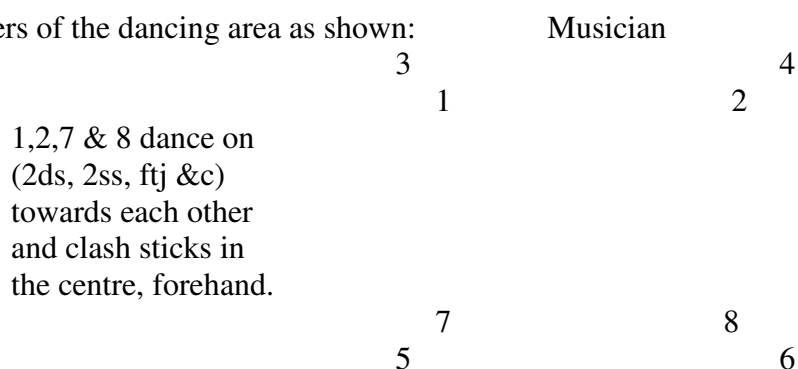 ers of the dancing area as shown: Musician
3 4
1 2
1,2,7 & 8 dance on
(2ds, 2ss, ftj &c)
towards each other
and clash sticks in
the centre, forehand.
7 8
5 6